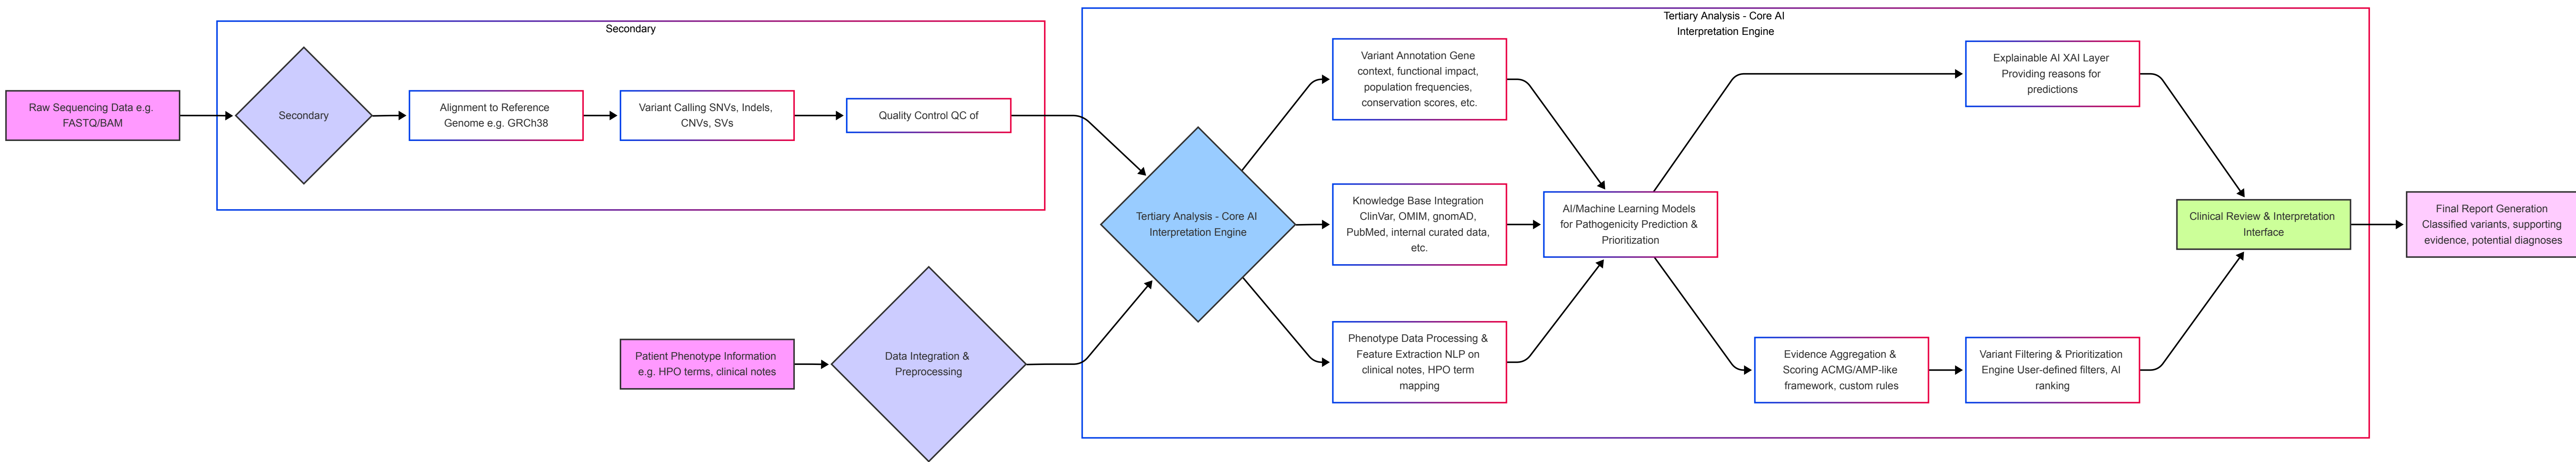 Raw Sequencing Data e.g.
FASTQ/BAM
Secondary
Secondary
Alignment to Reference
Genome e.g. GRCh38
Variant Calling SNVs, Indels,
CNVs, SVs
Quality Control QC of
Patient Phenotype Information
e.g. HPO terms, clinical notes
Data Integration &
Preprocessing
Tertiary Analysis - Core AI
Interpretation Engine
Tertiary Analysis - Core AI
Interpretation Engine
Variant Annotation Gene
context, functional impact,
population frequencies,
conservation scores, etc.
Knowledge Base Integration
ClinVar, OMIM, gnomAD,
PubMed, internal curated data,
etc.
Phenotype Data Processing &
Feature Extraction NLP on
clinical notes, HPO term
mapping
AI/Machine Learning Models
for Pathogenicity Prediction &
Prioritization
Explainable AI XAI Layer
Providing reasons for
predictions
Evidence Aggregation &
Scoring ACMG/AMP-like
framework, custom rules
Variant Filtering & Prioritization
Engine User-defined filters, AI
ranking
Clinical Review & Interpretation
Interface
Final Report Generation
Classified variants, supporting
evidence, potential diagnoses